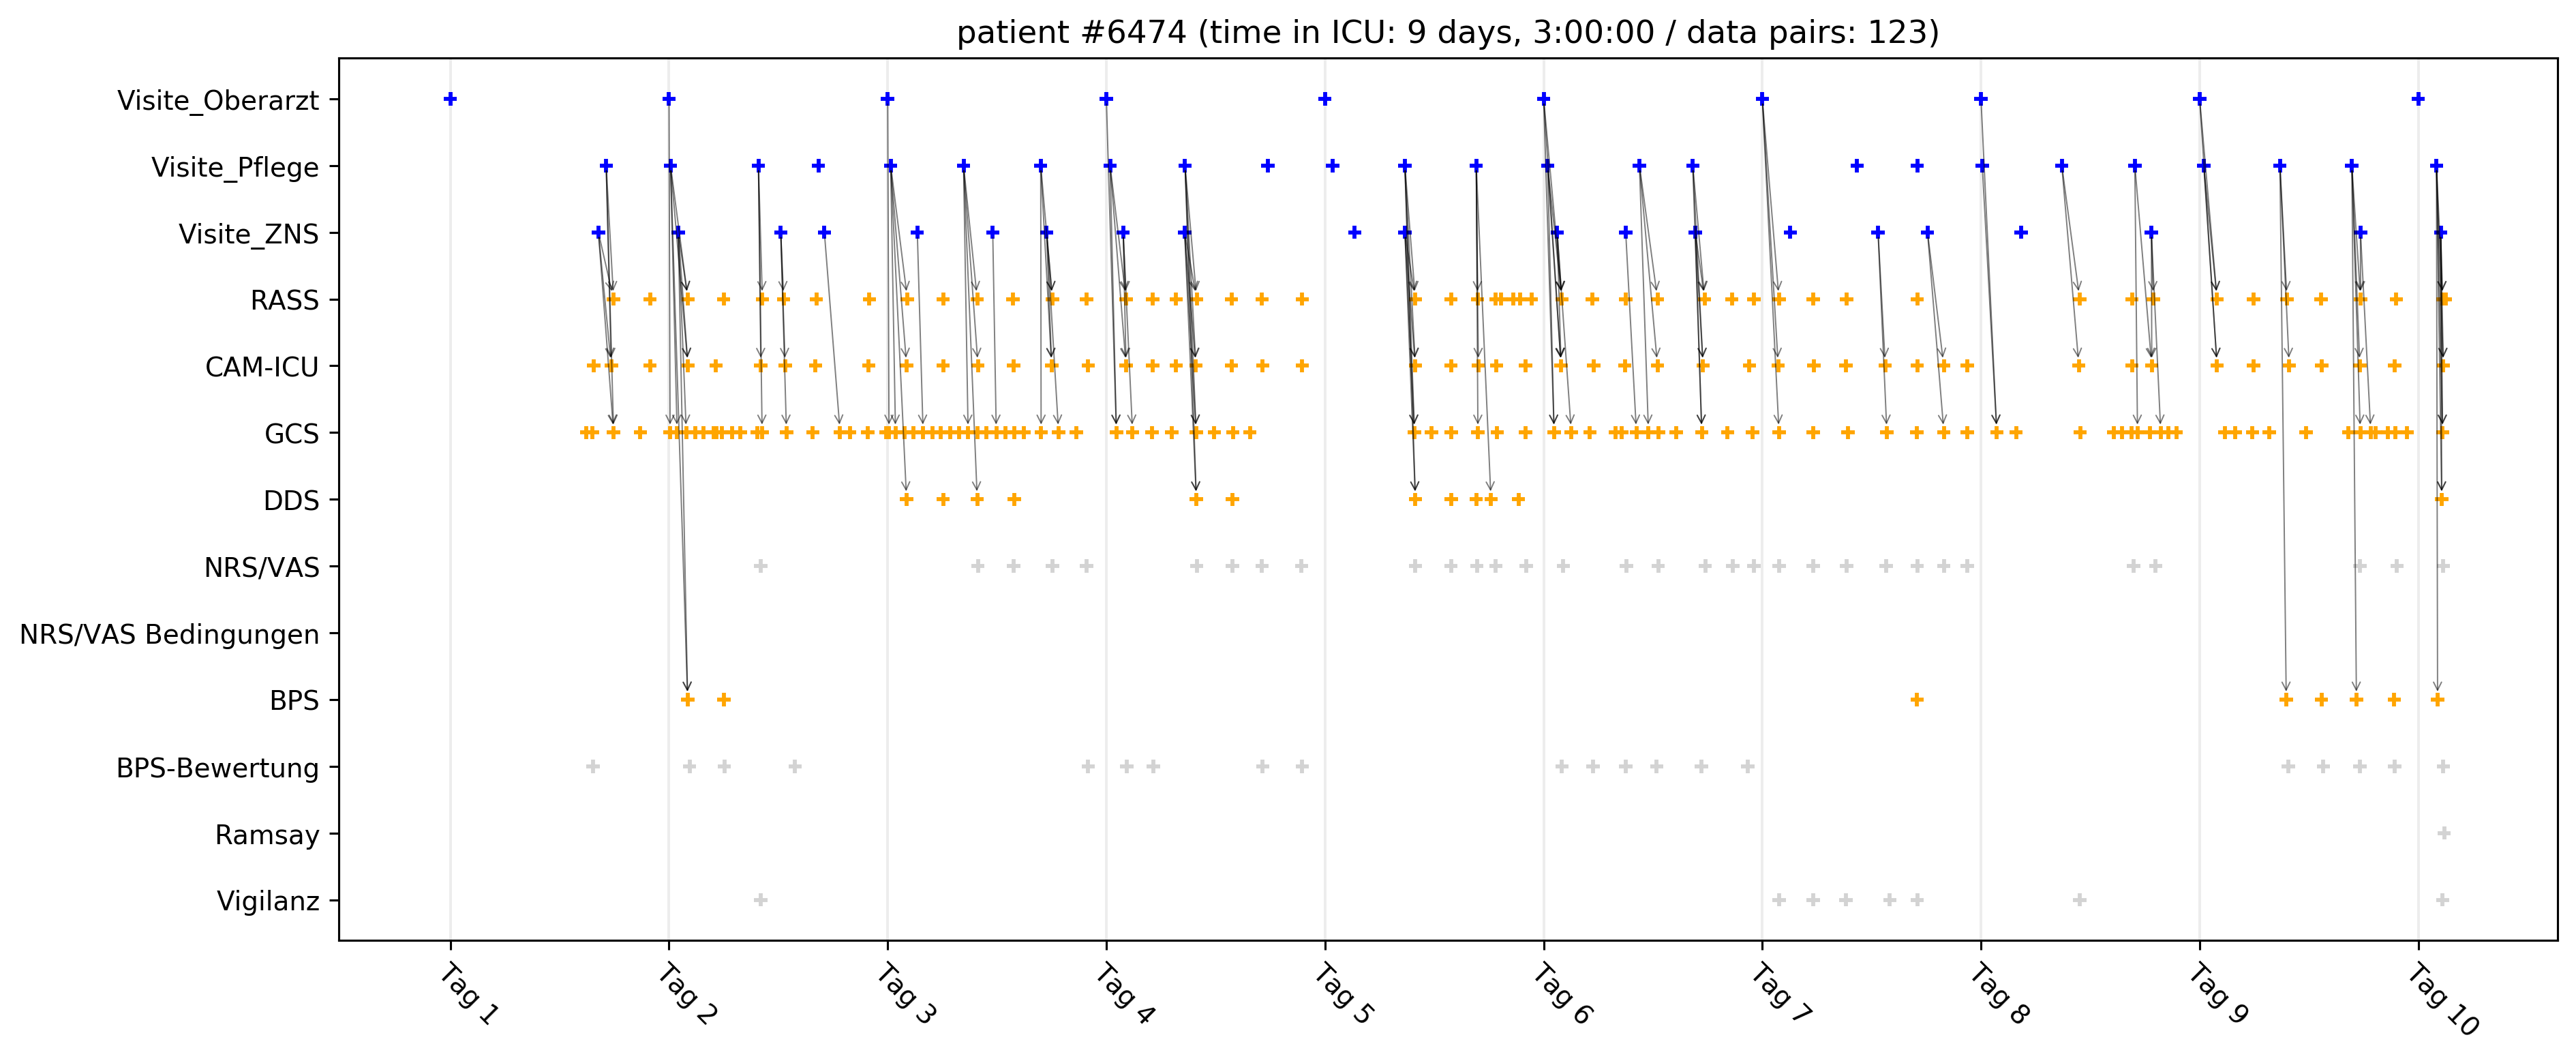 patient #6474 (time in ICU: 9 days, 3:00:00 / data pairs: 123)
Visite_Oberarzt
Visite_Pflege
Visite_ZNS
RASS
CAM-ICU
GCS
DDS
NRS/VAS
NRS/VAS Bedingungen
BPS
BPS-Bewertung
Ramsay
Vigilanz
Tag 1
Tag 2
Tag 3
Tag 4
Tag 5
Tag 6
Tag 7
Tag 8
Tag 9
Tag 10